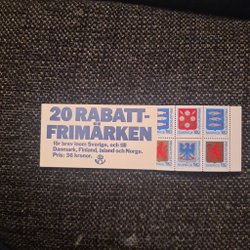 20 RABATT-
FRIMÄRKEN
för brev inom Sverige, och till
Danmark, Finland, Island och Norge.
Pris: 36 kronor.